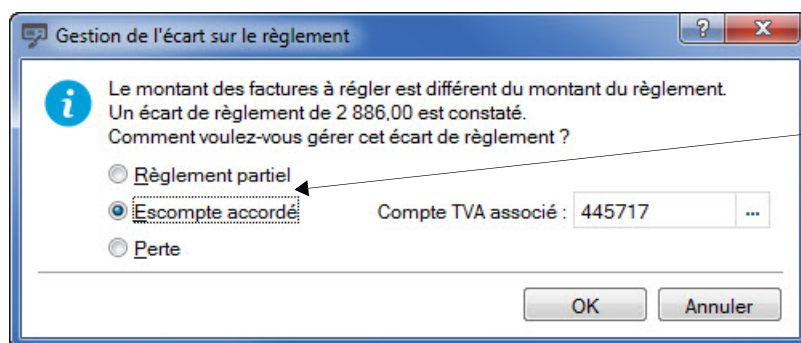 Gestion de l'écart sur le règlement
Le montant des factures à régler est différent du montant du règlement.
Un écart de règlement de 2 886,00 est constaté.
Comment voulez-vous gérer cet écart de règlement ?
Règlement partiel
Escompte accordé Compte TVA associé : 445717 ...
Perte
OK Annuler